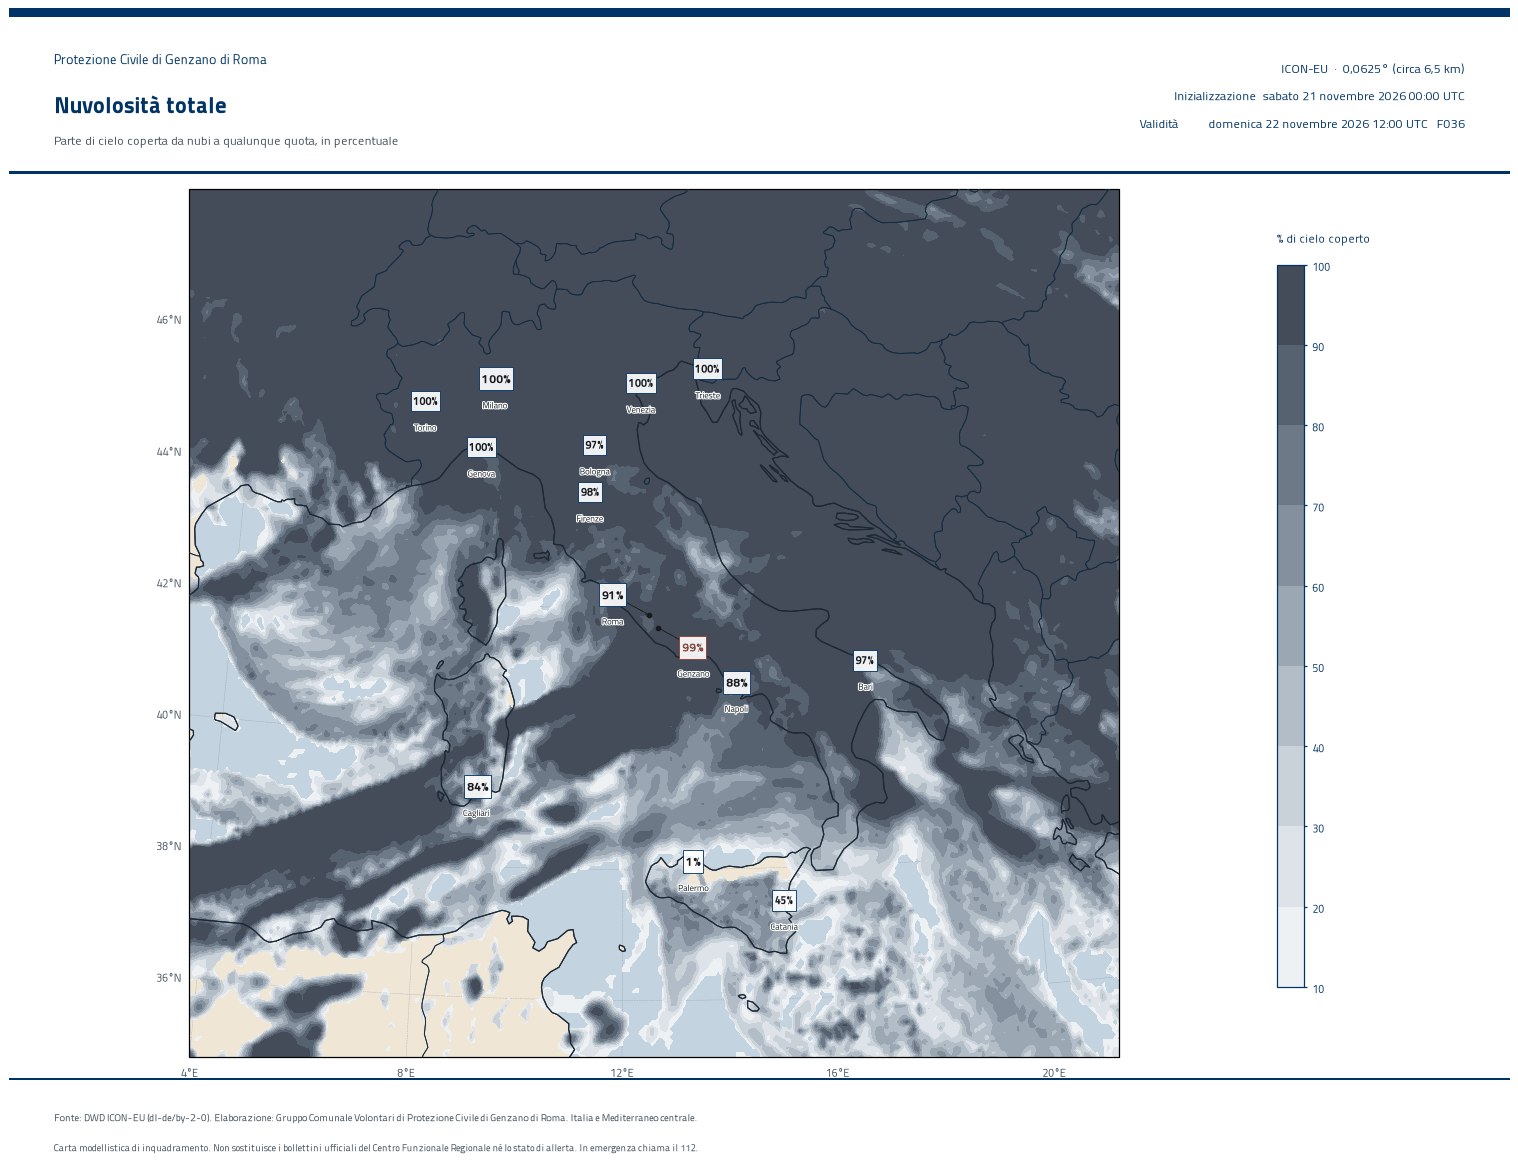 Protezione Civile di Genzano di Roma
Nuvolosità totale
Parte di cielo coperta da nubi a qualunque quota, in percentuale
ICON-EU · 0,0625° (circa 6,5 km)
Inizializzazione sabato 21 novembre 2026 00:00 UTC
Validità domenica 22 novembre 2026 12:00 UTC F036
% di cielo coperto
100
90
80
70
60
50
40
30
20
10
46°N
44°N
42°N
40°N
38°N
36°N
4°E
8°E
12°E
16°E
20°E
100%
Trieste
100%
Milano
100%
Venezia
100%
Torino
100%
Genova
97%
Bologna
98%
Firenze
91%
Roma
99%
Genzano
97%
Bari
88%
Napoli
84%
Cagliari
1%
Palermo
45%
Catania
Fonte: DWD ICON-EU (dl-de/by-2-0). Elaborazione: Gruppo Comunale Volontari di Protezione Civile di Genzano di Roma. Italia e Mediterraneo centrale.
Carta modellistica di inquadramento. Non sostituisce i bollettini ufficiali del Centro Funzionale Regionale né lo stato di allerta. In emergenza chiama il 112.